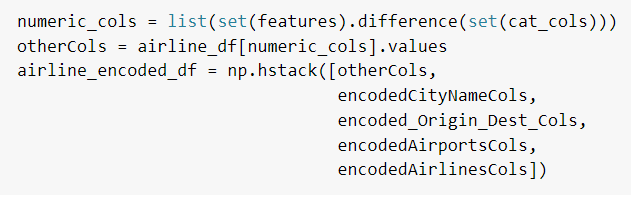 numeric_cols = list(set(features).difference(set(cat_cols)))
otherCols = airline_df[numeric_cols].values
airline_encoded_df = np.hstack([otherCols,
                                encodedCityNameCols,
                                encoded_Origin_Dest_Cols,
                                encodedAirportsCols,
                                encodedAirlinesCols])